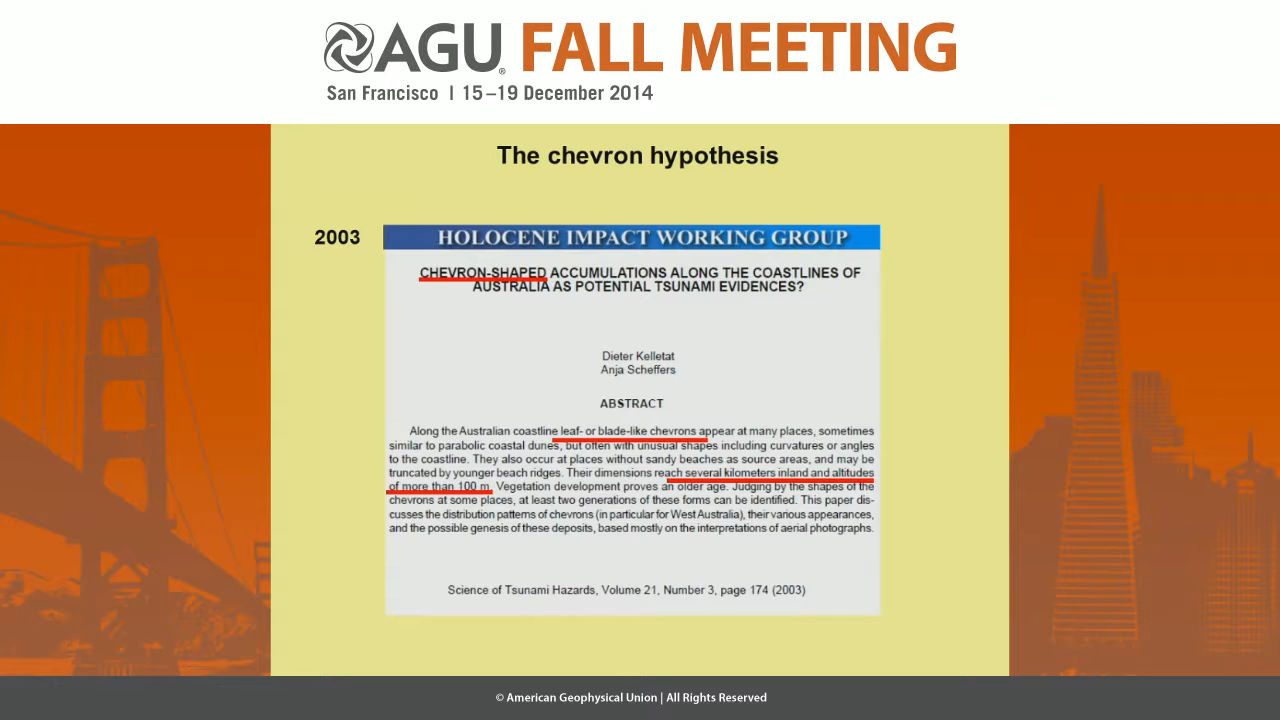 AGU® FALL MEETING
San Francisco | 15–19 December 2014
The chevron hypothesis
2003
HOLOCENE IMPACT WORKING GROUP
CHEVRON-SHAPED ACCUMULATIONS ALONG THE COASTLINES OF
AUSTRALIA AS POTENTIAL TSUNAMI EVIDENCES?
Dieter Kelletat
Anja Scheffers
ABSTRACT
Along the Australian coastline leaf- or blade-like chevrons appear at many places, sometimes
similar to parabolic coastal dunes, but often with unusual shapes including curvatures or angles
to the coastline. They also occur at places without sandy beaches as source areas, and may be
truncated by younger beach ridges. Their dimensions reach several kilometers inland and altitudes
of more than 100 m. Vegetation development proves an older age. Judging by the shapes of the
chevrons at some places, at least two generations of these forms can be identified. This paper dis-
cusses the distribution patterns of chevrons (in particular for West Australia), their various appearances,
and the possible genesis of these deposits, based mostly on the interpretations of aerial photographs.
Science of Tsunami Hazards, Volume 21, Number 3, page 174 (2003)
© American Geophysical Union | All Rights Reserved